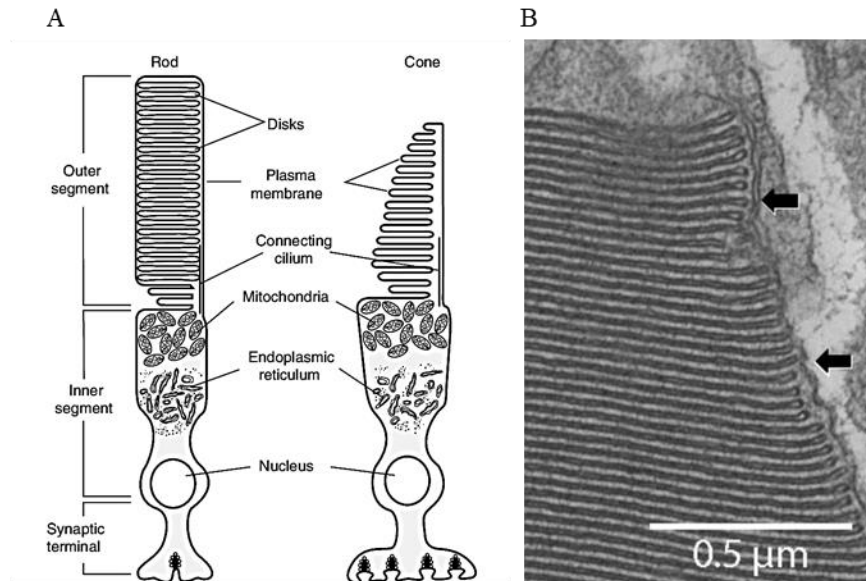 A
B
Rod
Cone
Disks
Outer
segment
Plasma
membrane
Connecting
cilium
Mitochondria
Endoplasmic
reticulum
Inner
segment
Nucleus
Synaptic
terminal
0.5 μm